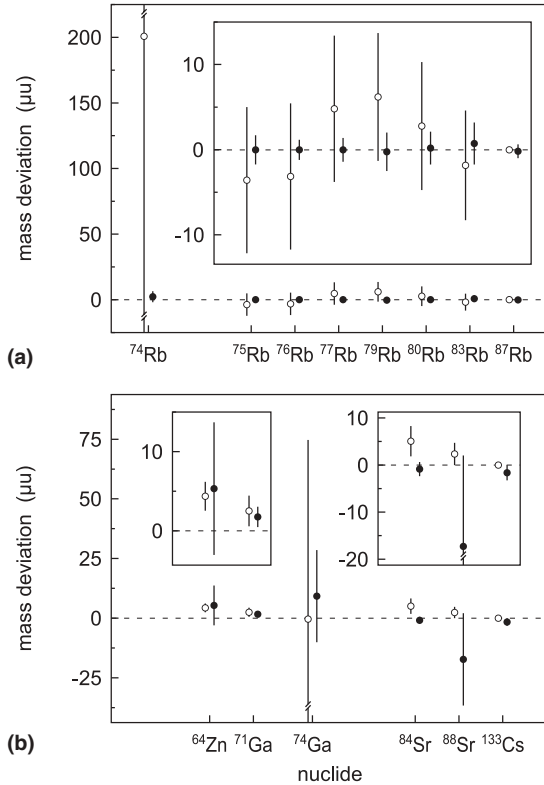 200
150
100
50
0
mass deviation (μu)
10
0
-10
(a)
⁷⁴Rb ⁷⁵Rb ⁷⁶Rb ⁷⁷Rb ⁷⁹Rb ⁸⁰Rb ⁸³Rb ⁸⁷Rb
75
50
25
0
-25
mass deviation (μu)
10
0
10
0
-10
-20
(b)
⁶⁴Zn ⁷¹Ga ⁷⁴Ga ⁸⁴Sr ⁸⁸Sr ¹³³Cs
nuclide